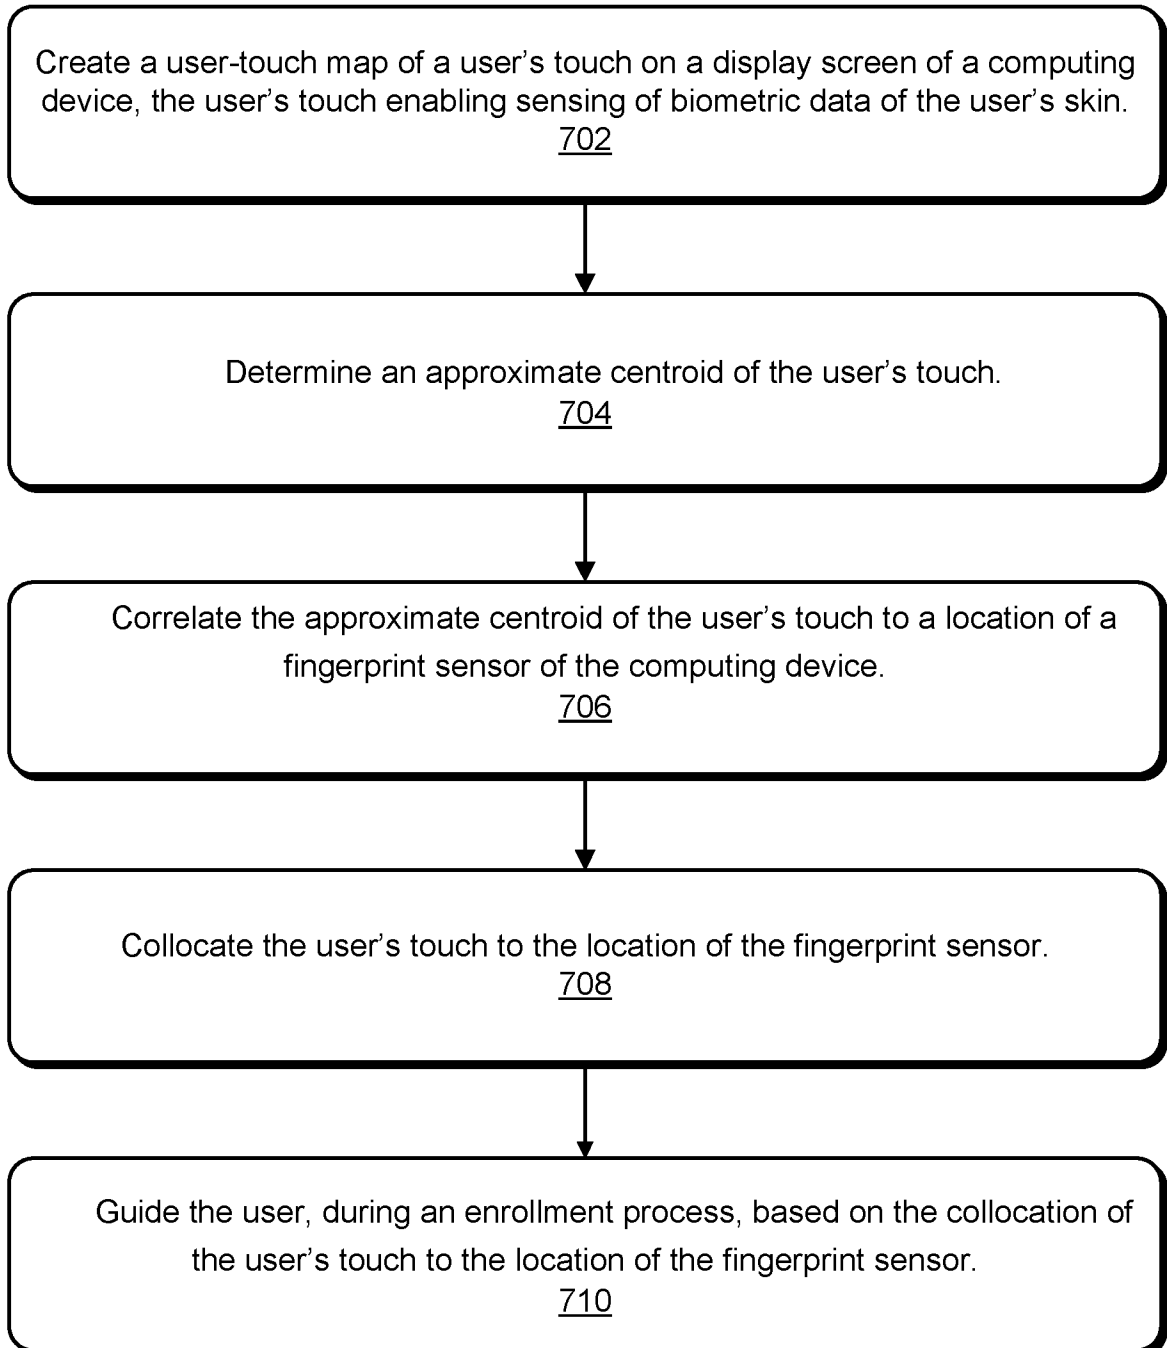 Create a user-touch map of a user’s touch on a display screen of a computing
device, the user’s touch enabling sensing of biometric data of the user’s skin.
702
Determine an approximate centroid of the user’s touch.
704
Correlate the approximate centroid of the user’s touch to a location of a
fingerprint sensor of the computing device.
706
Collocate the user’s touch to the location of the fingerprint sensor.
708
Guide the user, during an enrollment process, based on the collocation of
the user’s touch to the location of the fingerprint sensor.
710